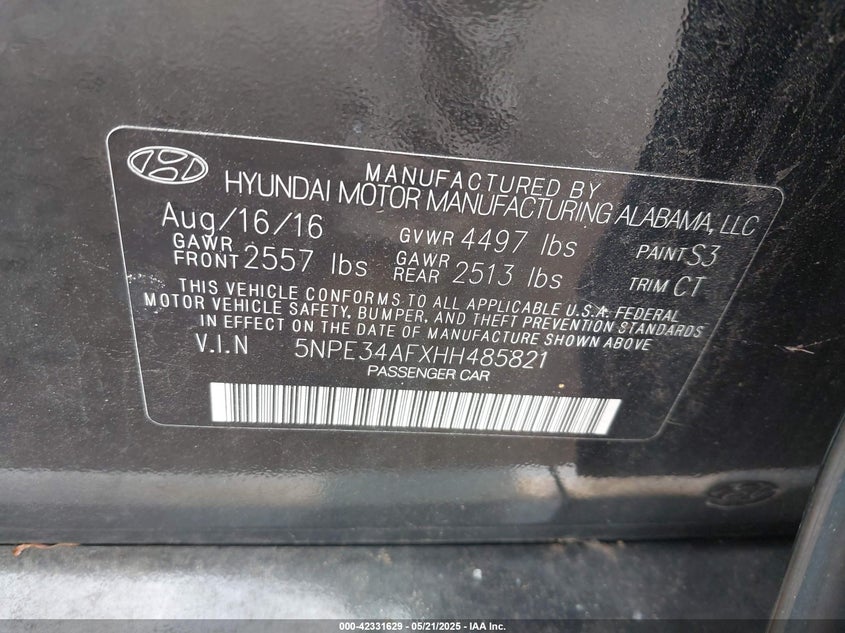 MANUFACTURED BY
HYUNDAI MOTOR MANUFACTURING ALABAMA, LLC
Aug/16/16 GVWR 4497 lbs PAINT S3
GAWR FRONT 2557 lbs GAWR REAR 2513 lbs TRIM CT
THIS VEHICLE CONFORMS TO ALL APPLICABLE U.S.A. FEDERAL
MOTOR VEHICLE SAFETY, BUMPER, AND THEFT PREVENTION STANDARDS
IN EFFECT ON THE DATE OF MANUFACTURE SHOWN ABOVE
V.I.N 5NPE34AFXHH485821
PASSENGER CAR
000-42331629 - 05/21/2025 - IAA Inc.